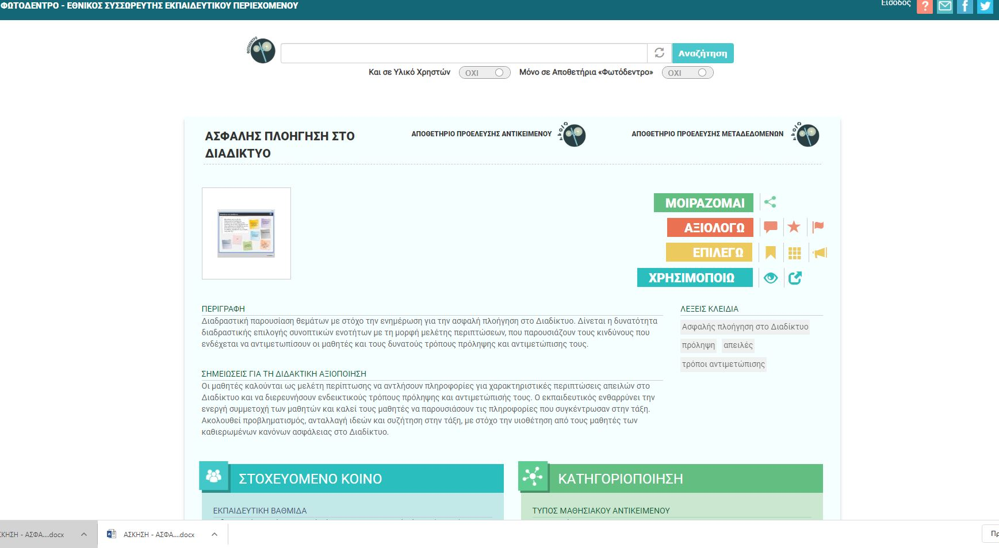 ΦΩΤΟΔΕΝΤΡΟ - ΕΘΝΙΚΟΣ ΣΥΣΣΩΡΕΥΤΗΣ ΕΚΠΑΙΔΕΥΤΙΚΟΥ ΠΕΡΙΕΧΟΜΕΝΟΥ
Είσοδος
?
ΦΩΤΟΔΕΝΤΡΟ
Αναζήτηση
Και σε Υλικό Χρηστών ΟΧΙ Μόνο σε Αποθετήρια «Φωτόδεντρο» ΟΧΙ
ΑΣΦΑΛΗΣ ΠΛΟΗΓΗΣΗ ΣΤΟ
ΔΙΑΔΙΚΤΥΟ
ΑΠΟΘΕΤΗΡΙΟ ΠΡΟΕΛΕΥΣΗΣ ΑΝΤΙΚΕΙΜΕΝΟΥ
ΑΠΟΘΕΤΗΡΙΟ ΠΡΟΕΛΕΥΣΗΣ ΜΕΤΑΔΕΔΟΜΕΝΩΝ
ΜΟΙΡΑΖΟΜΑΙ
ΑΞΙΟΛΟΓΩ
ΕΠΙΛΕΓΩ
ΧΡΗΣΙΜΟΠΟΙΩ
ΠΕΡΙΓΡΑΦΗ
Διαδραστική παρουσίαση θεμάτων με στόχο την ενημέρωση για την ασφαλή πλοήγηση στο Διαδίκτυο. Δίνεται η δυνατότητα
διαδραστικής επιλογής συνοπτικών ενοτήτων με τη μορφή μελέτης περιπτώσεων, που παρουσιάζουν τους κινδύνους που
ενδέχεται να αντιμετωπίσουν οι μαθητές και τους δυνατούς τρόπους πρόληψης και αντιμετώπισης τους.
ΣΗΜΕΙΩΣΕΙΣ ΓΙΑ ΤΗ ΔΙΔΑΚΤΙΚΗ ΑΞΙΟΠΟΙΗΣΗ
Οι μαθητές καλούνται ως μελέτη περίπτωσης να αντλήσουν πληροφορίες για χαρακτηριστικές περιπτώσεις απειλών στο
Διαδίκτυο και να διερευνήσουν ενδεικτικούς τρόπους πρόληψης και αντιμετώπισής τους. Ο εκπαιδευτικός ενθαρρύνει την
ενεργή συμμετοχή των μαθητών και καλεί τους μαθητές να παρουσιάσουν τις πληροφορίες που συγκέντρωσαν στην τάξη.
Ακολουθεί προβληματισμός, ανταλλαγή ιδεών και συζήτηση στην τάξη, με στόχο την υιοθέτηση από τους μαθητές των
καθιερωμένων κανόνων ασφάλειας στο Διαδίκτυο.
ΛΕΞΕΙΣ ΚΛΕΙΔΙΑ
Ασφαλής πλοήγηση στο Διαδίκτυο
πρόληψη απειλές
τρόποι αντιμετώπισης
ΣΤΟΧΕΥΟΜΕΝΟ ΚΟΙΝΟ
ΕΚΠΑΙΔΕΥΤΙΚΗ ΒΑΘΜΙΔΑ
ΚΑΤΗΓΟΡΙΟΠΟΙΗΣΗ
ΤΥΠΟΣ ΜΑΘΗΣΙΑΚΟΥ ΑΝΤΙΚΕΙΜΕΝΟΥ
ΣΚΗΣΗ - ΑΣΦΑ....docx
ΑΣΚΗΣΗ - ΑΣΦΑ....docx